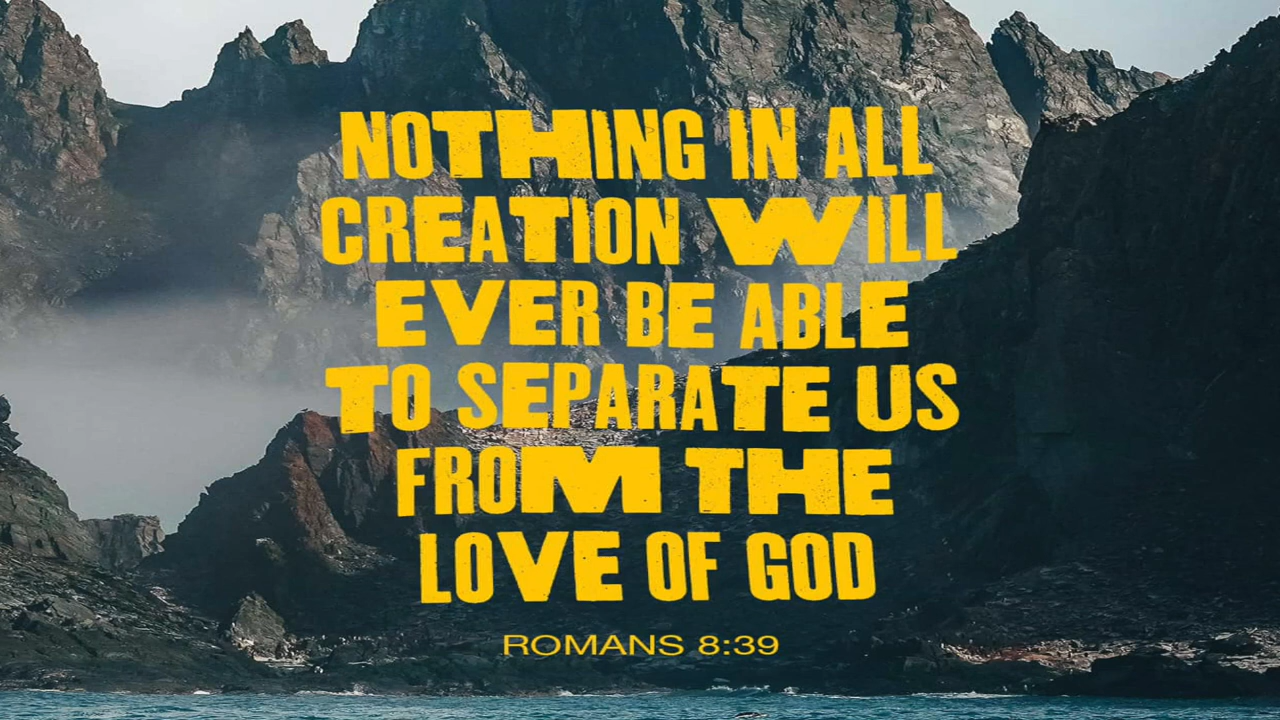 NOTHING IN ALL
CREATION WILL
EVER BE ABLE
TO SEPARATE US
FROM THE
LOVE OF GOD
ROMANS 8:39